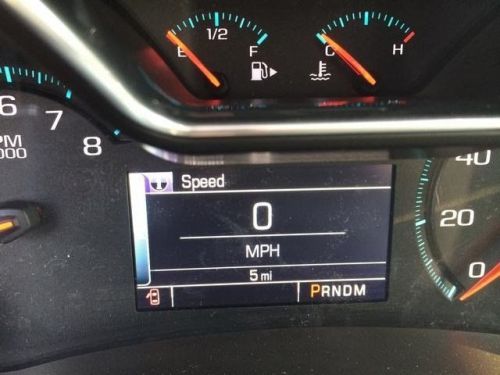 1/2
E F C H
6 7 8
PM
000
Speed
0
MPH
5 mi
PRNDM
40
20
0